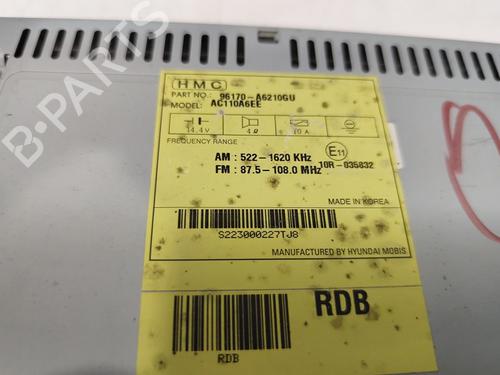 HMC
PART NO.: 96170-A6210GU
MODEL: AC110A6EE
14.4V 4Ω 10A
FREQUENCY RANGE
AM : 522-1620 KHz
FM : 87.5-108.0 MHz
E11
10R-035832
MADE IN KOREA
S223000227TJ8
MANUFACTURED BY HYUNDAI MOBIS
RDB
RDB
B-PARTS